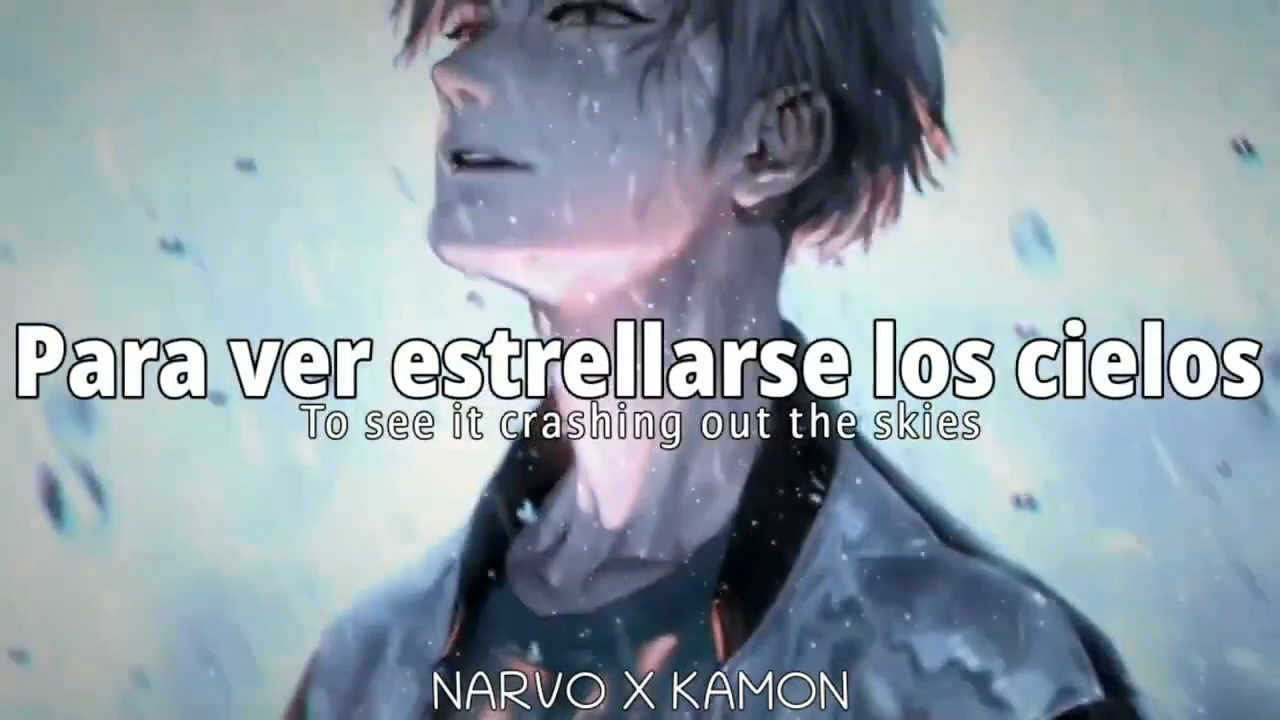 Para ver estrellarse los cielos
To see it crashing out the skies
NARVO X KAMON